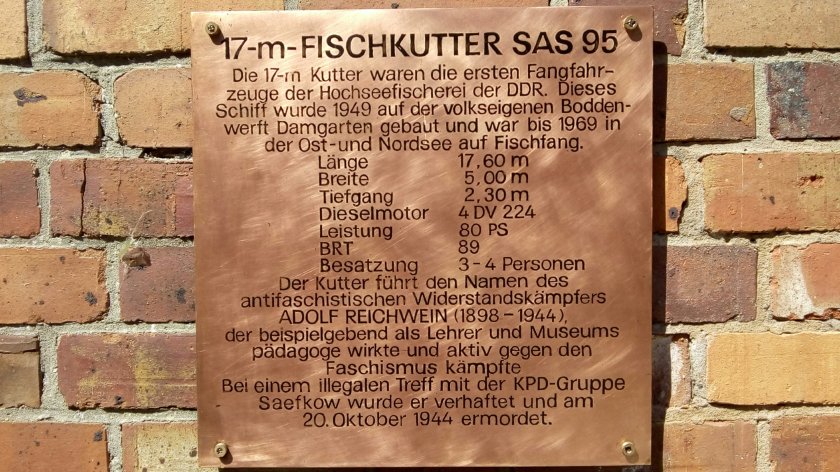 17-m-FISCHKUTTER SAS 95
Die 17-m Kutter waren die ersten Fangfahr-
zeuge der Hochseefischerei der DDR. Dieses
Schiff wurde 1949 auf der volkseigenen Bodden-
werft Damgarten gebaut und war bis 1969 in
der Ost-und Nordsee auf Fischfang.
Länge 17,60 m
Breite 5,00 m
Tiefgang 2,30 m
Dieselmotor 4 DV 224
Leistung 80 PS
BRT 89
Besatzung 3-4 Personen
Der Kutter führt den Namen des
antifaschistischen Widerstandskämpfers
ADOLF REICHWEIN (1898-1944),
der beispielgebend als Lehrer und Museums
pädagoge wirkte und aktiv gegen den
Faschismus kämpfte
Bei einem illegalen Treff mit der KPD-Gruppe
Saefkow wurde er verhaftet und am
20. Oktober 1944 ermordet.